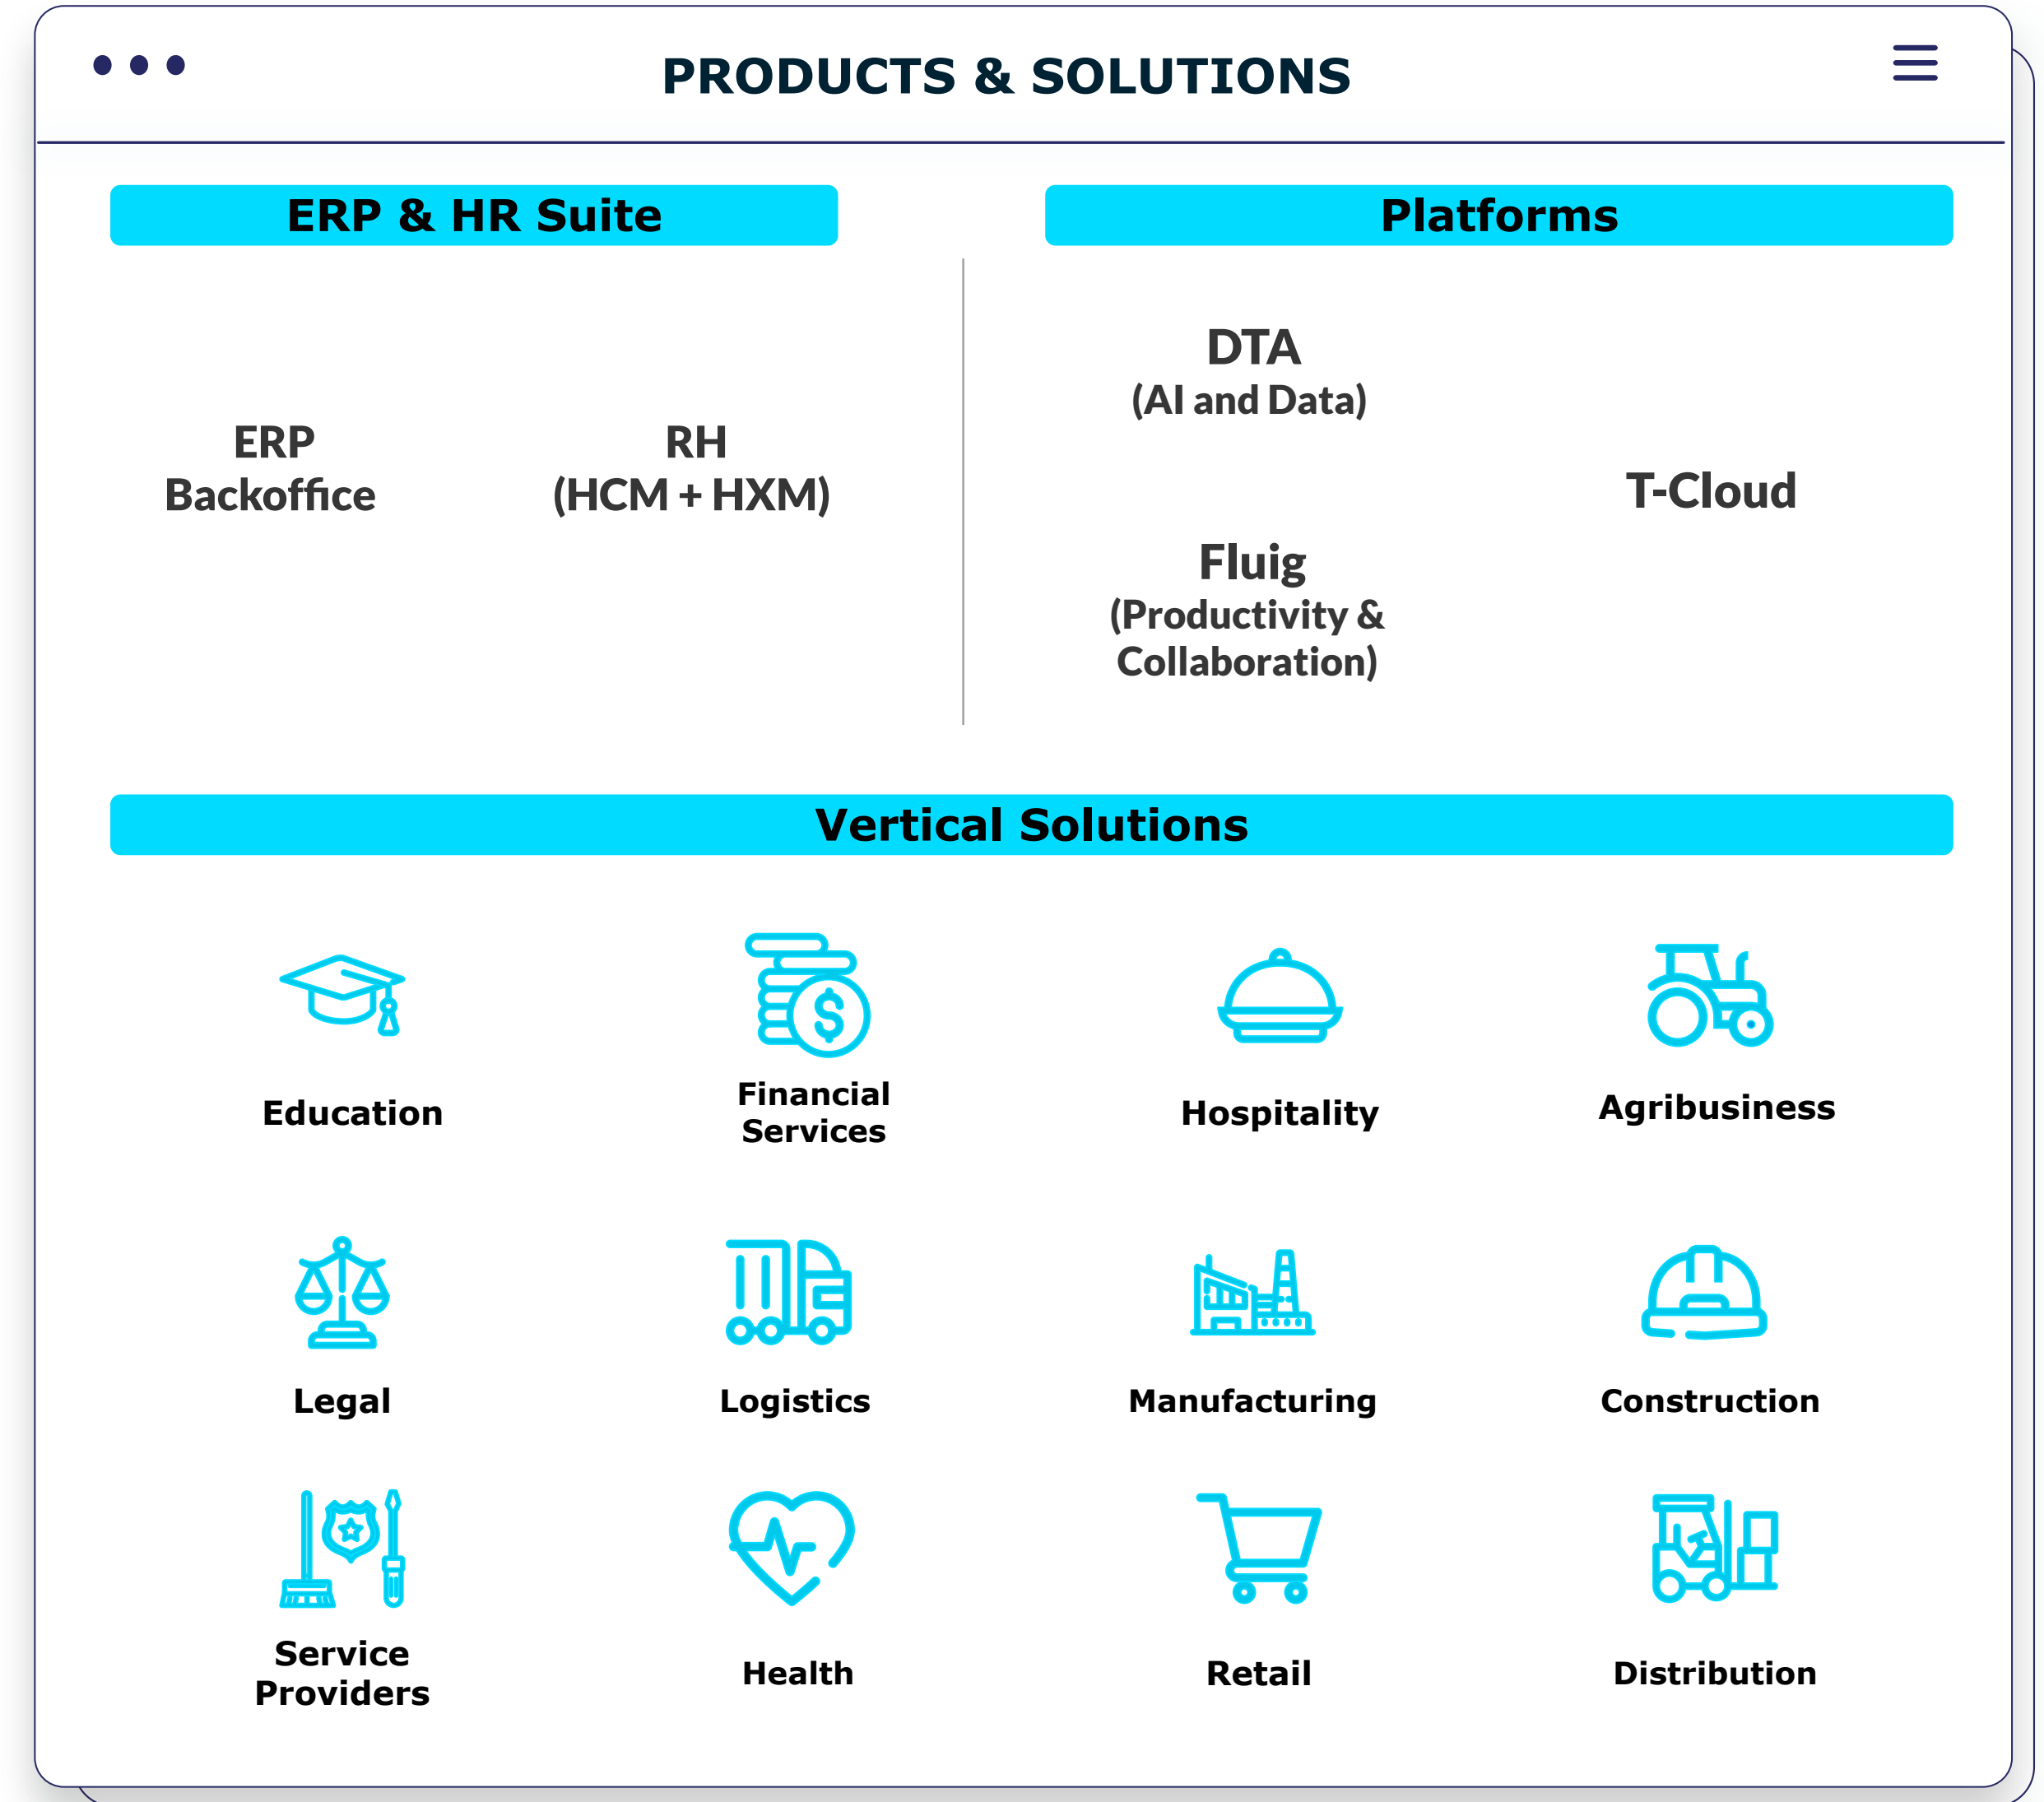 PRODUCTS & SOLUTIONS
ERP & HR Suite
ERP
Backoffice
RH
(HCM + HXM)
Platforms
DTA
(AI and Data)
Fluig
(Productivity &
Collaboration)
T-Cloud
Vertical Solutions
Education
Financial
Services
Hospitality
Agribusiness
Legal
Logistics
Manufacturing
Construction
Service
Providers
Health
Retail
Distribution